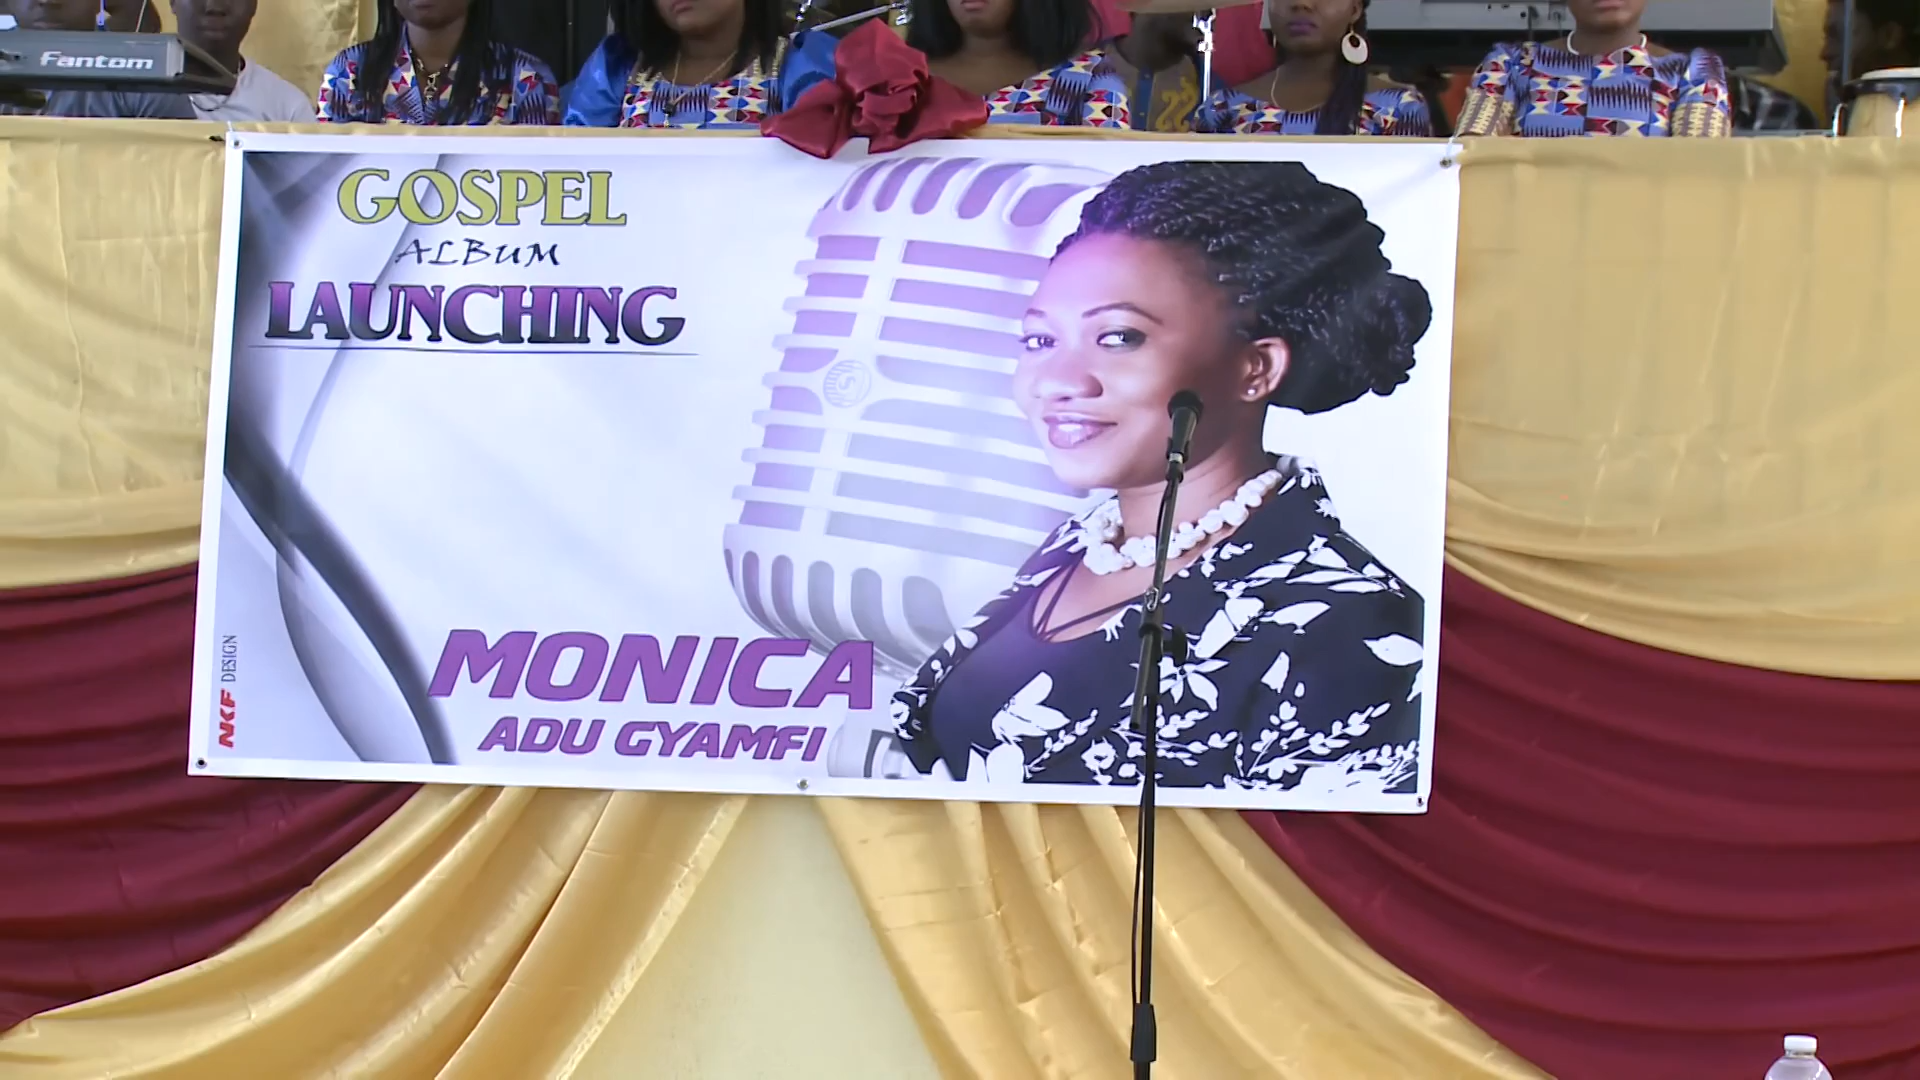 Fantom
GOSPEL
ALBUM
LAUNCHING
MONICA
ADU GYAMFI
NKF DESIGN